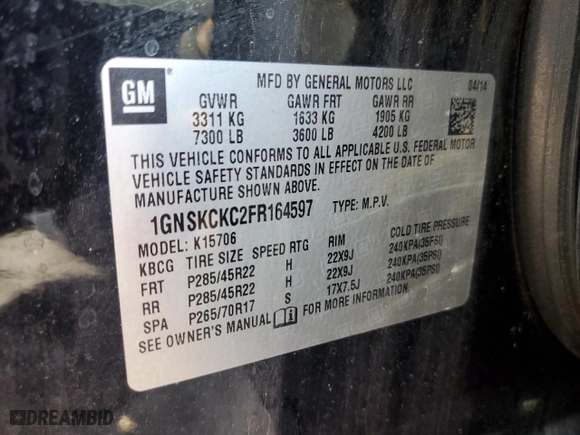 GM
MFD BY GENERAL MOTORS LLC 04/14
GVWR GAWR FRT GAWR RR
3311 KG 1633 KG 1905 KG
7300 LB 3600 LB 4200 LB
THIS VEHICLE CONFORMS TO ALL APPLICABLE U.S. FEDERAL MOTOR
VEHICLE SAFETY STANDARDS IN EFFECT ON THE DATE OF
MANUFACTURE SHOWN ABOVE.
1GNSKCKC2FR164597 TYPE: M.P.V.
MODEL: K15706
KBCG TIRE SIZE SPEED RTG RIM COLD TIRE PRESSURE
FRT P285/45R22 H 22X9J 240KPA(35PSI)
RR P285/45R22 H 22X9J 240KPA(35PSI)
SPA P265/70R17 S 17X7.5J 240KPA(35PSI)
SEE OWNER'S MANUAL FOR MORE INFORMATION.
DREAMBID